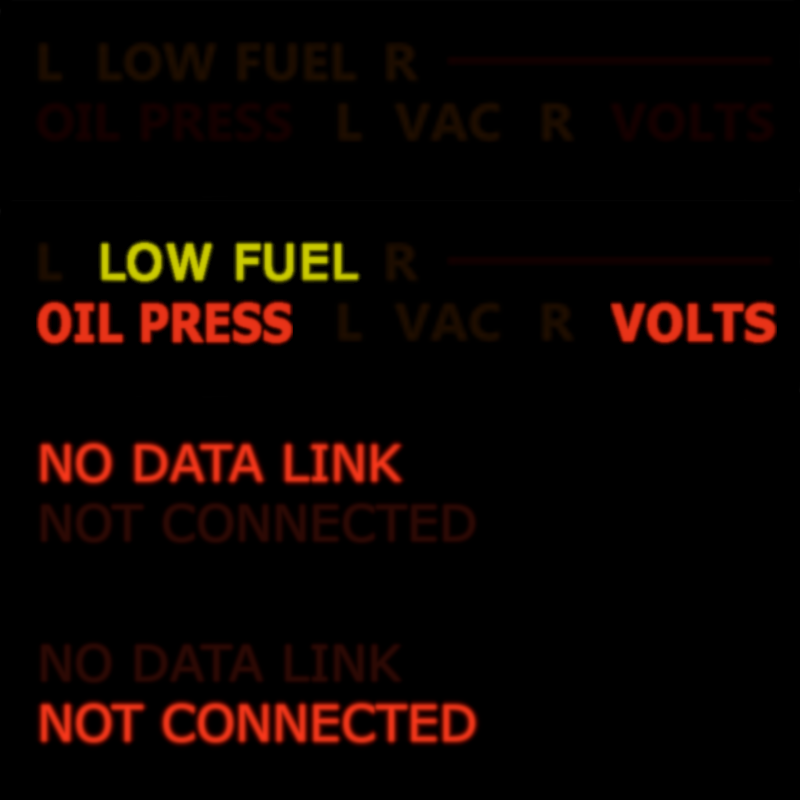 L LOW FUEL R
OIL PRESS L VAC R VOLTS
L LOW FUEL R
OIL PRESS L VAC R VOLTS
NO DATA LINK
NOT CONNECTED
NO DATA LINK
NOT CONNECTED